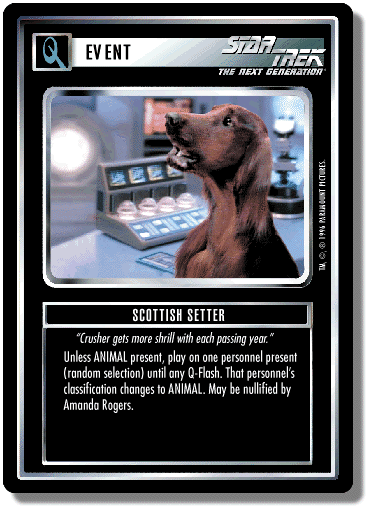 Q EVENT
STAR TREK
THE NEXT GENERATION®
TM, ©, ® 1996 PARAMOUNT PICTURES.
SCOTTISH SETTER
“Crusher gets more shrill with each passing year.”
Unless ANIMAL present, play on one personnel present
(random selection) until any Q-Flash. That personnel’s
classification changes to ANIMAL. May be nullified by
Amanda Rogers.